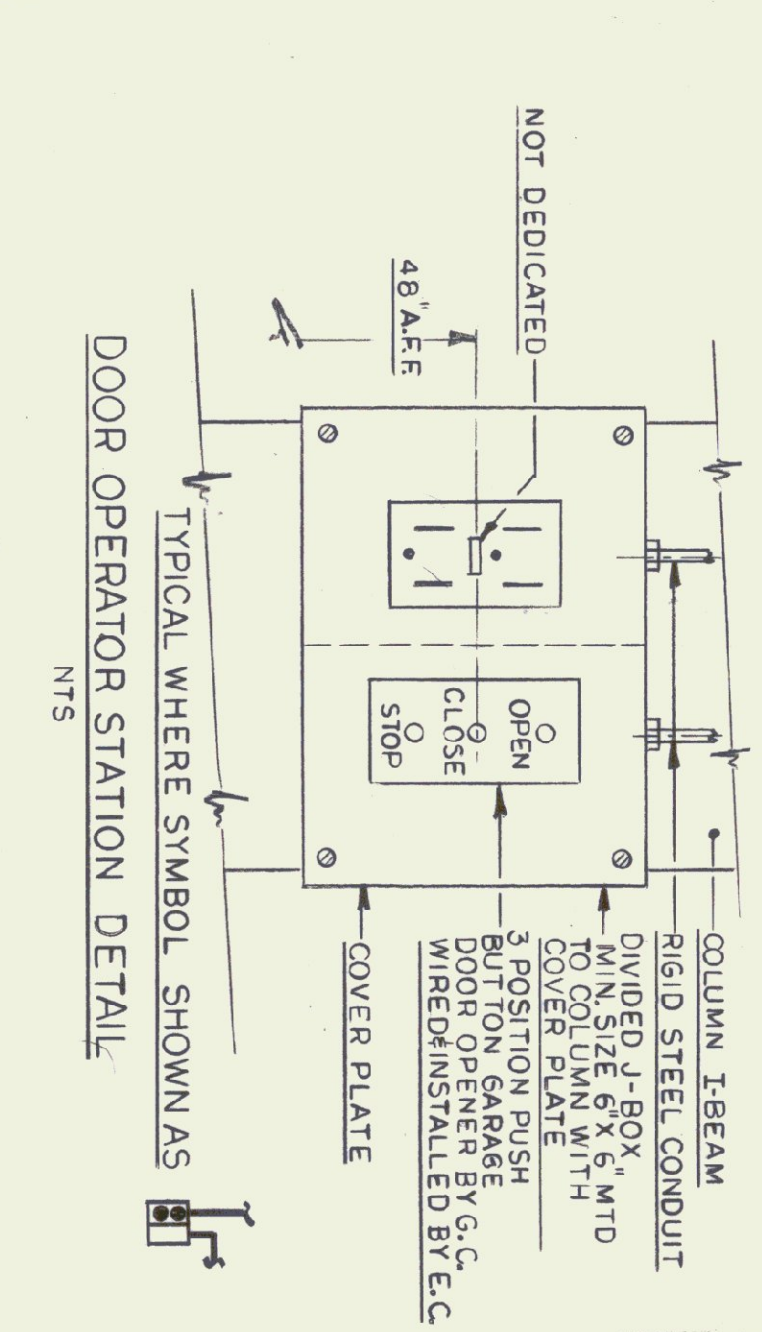 NOT DEDICATED
48" A.F.F.
OPEN
CLOSE
STOP
COLUMN I-BEAM
RIGID STEEL CONDUIT
DIVIDED J-BOX
MIN. SIZE 6" X 6" MTD
TO COLUMN WITH
COVER PLATE
3 POSITION PUSH
BUTTON GARAGE
DOOR OPENER BY G.C.
WIRED & INSTALLED BY E.C.
COVER PLATE
TYPICAL WHERE SYMBOL SHOWN AS
DOOR OPERATOR STATION DETAIL
NTS